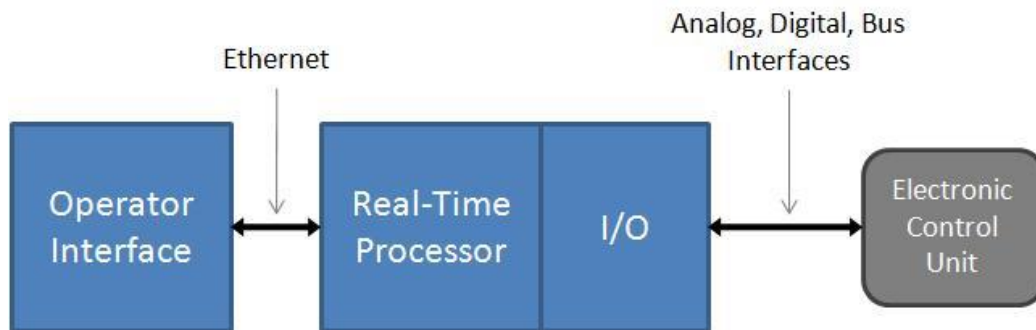 Ethernet
Analog, Digital, Bus
Interfaces
Operator
Interface
Real-Time
Processor
I/O
Electronic
Control
Unit